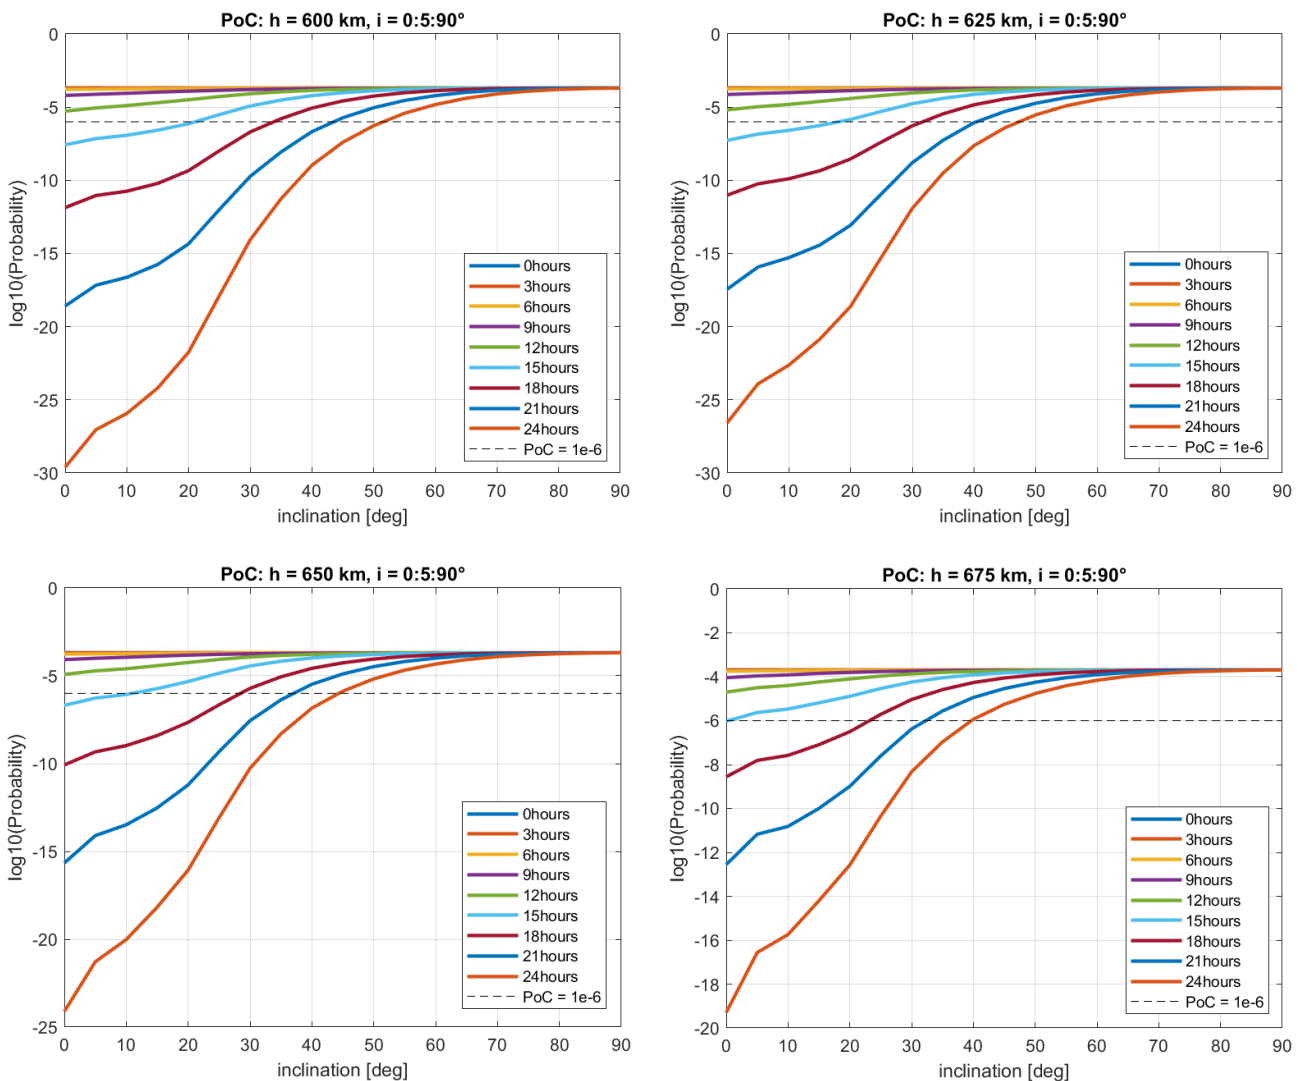 PoC: h = 600 km, i = 0:5:90°
0
-5
-10
-15
-20
-25
-30
log10(Probability)
0 10 20 30 40 50 60 70 80 90
inclination [deg]
0hours
3hours
6hours
9hours
12hours
15hours
18hours
21hours
24hours
PoC = 1e-6
PoC: h = 625 km, i = 0:5:90°
0
-5
-10
-15
-20
-25
-30
log10(Probability)
0 10 20 30 40 50 60 70 80 90
inclination [deg]
0hours
3hours
6hours
9hours
12hours
15hours
18hours
21hours
24hours
PoC = 1e-6
PoC: h = 650 km, i = 0:5:90°
0
-5
-10
-15
-20
-25
log10(Probability)
0 10 20 30 40 50 60 70 80 90
inclination [deg]
0hours
3hours
6hours
9hours
12hours
15hours
18hours
21hours
24hours
PoC = 1e-6
PoC: h = 675 km, i = 0:5:90°
0
-2
-4
-6
-8
-10
-12
-14
-16
-18
-20
log10(Probability)
0 10 20 30 40 50 60 70 80 90
inclination [deg]
0hours
3hours
6hours
9hours
12hours
15hours
18hours
21hours
24hours
PoC = 1e-6